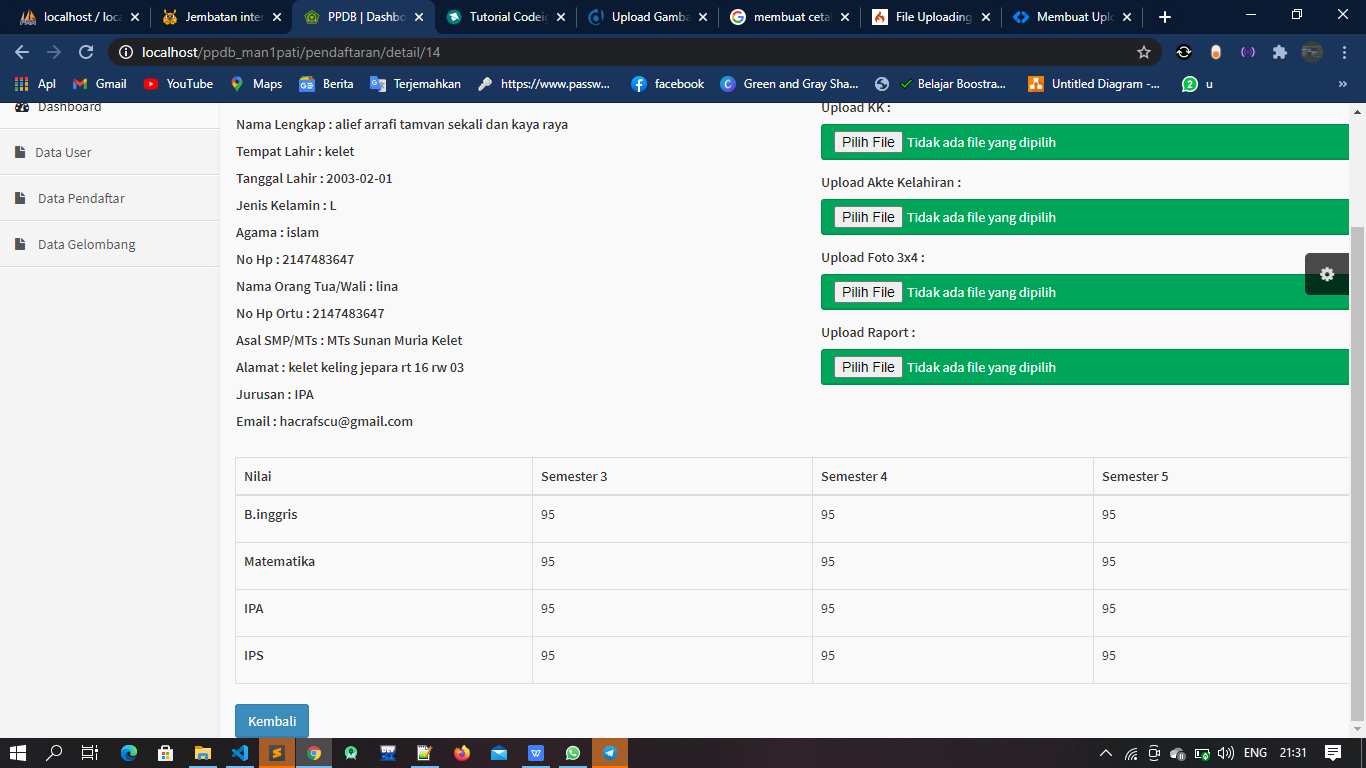 localhost / loca
Jembatan inter
PPDB | Dashbo
Tutorial Codeig
Upload Gamba
membuat cetal
File Uploading
Membuat Uplo
localhost/ppdb_man1pati/pendaftaran/detail/14
Apl
Gmail
YouTube
Maps
Berita
Terjemahkan
https://www.passw...
facebook
Green and Gray Sha...
Belajar Boostra...
Untitled Diagram -...
2 u
»
Dashboard
Data User
Data Pendaftar
Data Gelombang
Nama Lengkap : alief arrafi tamvan sekali dan kaya raya
Tempat Lahir : kelet
Tanggal Lahir : 2003-02-01
Jenis Kelamin : L
Agama : islam
No Hp : 2147483647
Nama Orang Tua/Wali : lina
No Hp Ortu : 2147483647
Asal SMP/MTs : MTs Sunan Muria Kelet
Alamat : kelet keling jepara rt 16 rw 03
Jurusan : IPA
Email : hacrafscu@gmail.com
Upload KK :
Pilih File Tidak ada file yang dipilih
Upload Akte Kelahiran :
Pilih File Tidak ada file yang dipilih
Upload Foto 3x4 :
Pilih File Tidak ada file yang dipilih
Upload Raport :
Pilih File Tidak ada file yang dipilih
Nilai Semester 3 Semester 4 Semester 5
B.inggris 95 95 95
Matematika 95 95 95
IPA 95 95 95
IPS 95 95 95
Kembali
ENG 21:31